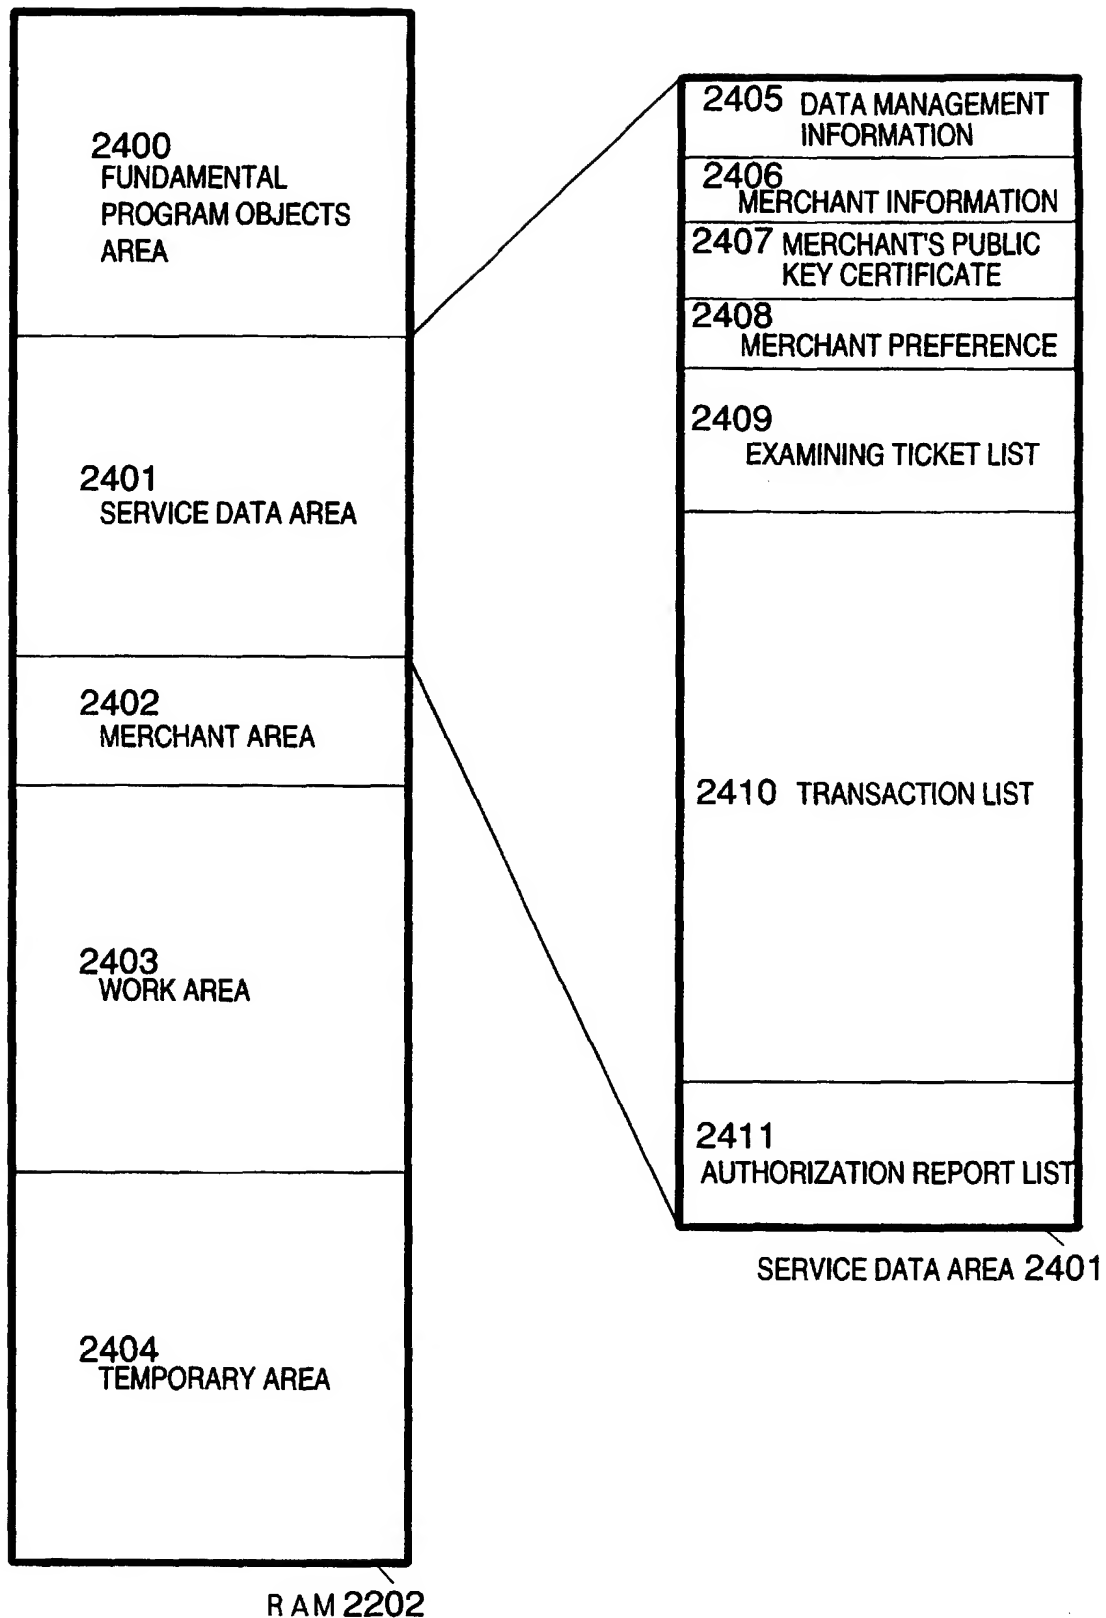 2400
FUNDAMENTAL
PROGRAM OBJECTS
AREA
2401
SERVICE DATA AREA
2402
MERCHANT AREA
2403
WORK AREA
2404
TEMPORARY AREA
RAM 2202
2405 DATA MANAGEMENT
INFORMATION
2406
MERCHANT INFORMATION
2407 MERCHANT'S PUBLIC
KEY CERTIFICATE
2408
MERCHANT PREFERENCE
2409
EXAMINING TICKET LIST
2410 TRANSACTION LIST
2411
AUTHORIZATION REPORT LIST
SERVICE DATA AREA 2401